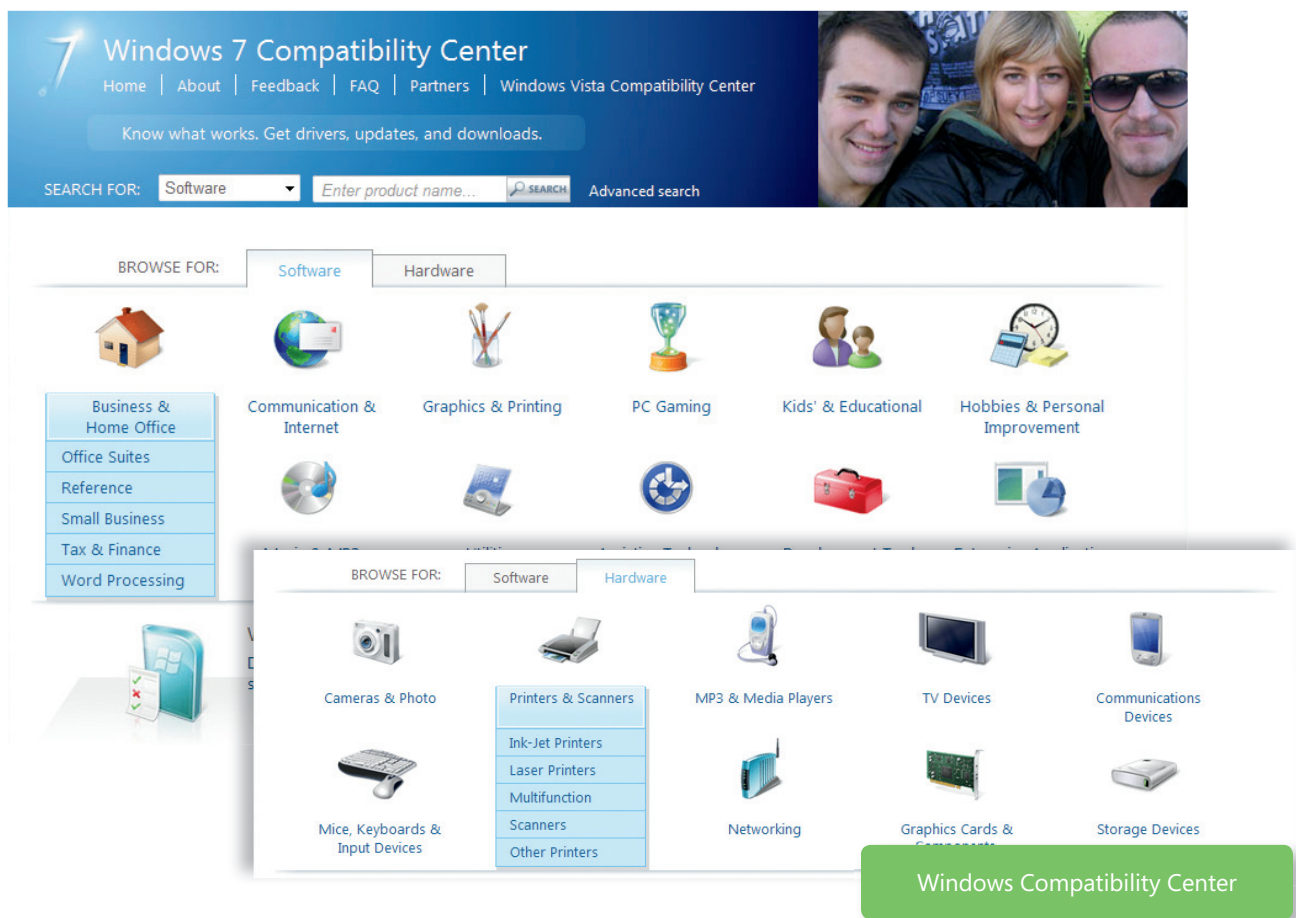 7 Windows 7 Compatibility Center
Home | About | Feedback | FAQ | Partners | Windows Vista Compatibility Center
Know what works. Get drivers, updates, and downloads.
SEARCH FOR: Software Enter product name... SEARCH Advanced search
BROWSE FOR: Software Hardware
Business &
Home Office
Communication &
Internet
Graphics & Printing
PC Gaming
Kids' & Educational
Hobbies & Personal
Improvement
Office Suites
Reference
Small Business
Tax & Finance
Word Processing
BROWSE FOR: Software Hardware
Cameras & Photo
Printers & Scanners
MP3 & Media Players
TV Devices
Communications
Devices
Ink-Jet Printers
Laser Printers
Multifunction
Scanners
Other Printers
Mice, Keyboards &
Input Devices
Networking
Graphics Cards &
Storage Devices
Windows Compatibility Center